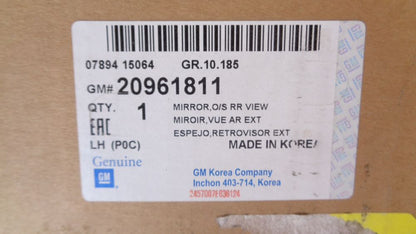 07894 15064 GR.10.185
GM# 20961811
QTY. 1 MIRROR,O/S RR VIEW
MIROIR,VUE AR EXT
EAC ESPEJO,RETROVISOR EXT
LH (P0C) MADE IN KOREA
Genuine
GM
GM Korea Company
Inchon 403-714, Korea